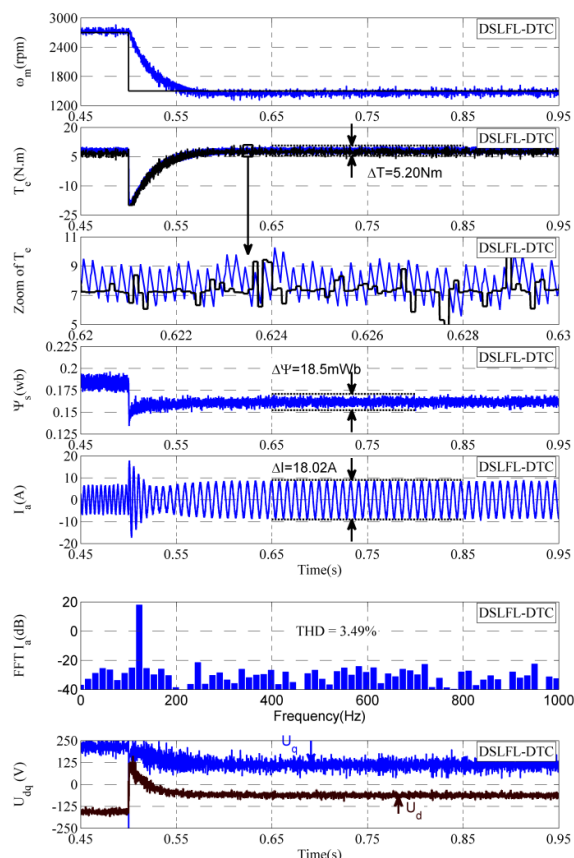 ω_m(rpm)
3000
2600
1800
1200
DSLFL-DTC
0.45 0.55 0.65 0.75 0.85 0.95
T_e(N.m)
20
5
-10
-25
DSLFL-DTC
ΔT=5.20Nm
0.45 0.55 0.65 0.75 0.85 0.95
Zoom of T_e
11
9
7
5
DSLFL-DTC
0.62 0.622 0.624 0.626 0.628 0.63
Ψ_s(wb)
0.225
0.2
0.175
0.15
0.125
DSLFL-DTC
ΔΨ=18.5mWb
0.45 0.55 0.65 0.75 0.85 0.95
I_a(A)
20
10
0
-10
-20
DSLFL-DTC
ΔI=18.02A
0.45 0.55 0.65 0.75 0.85 0.95
Time(s)
FFT I_a(dB)
20
0
-20
-40
DSLFL-DTC
THD = 3.49%
0 200 400 600 800 1000
Frequency(Hz)
U_dq (V)
250
125
0
-125
-250
DSLFL-DTC
U_q
U_d
0.45 0.55 0.65 0.75 0.85 0.95
Time(s)